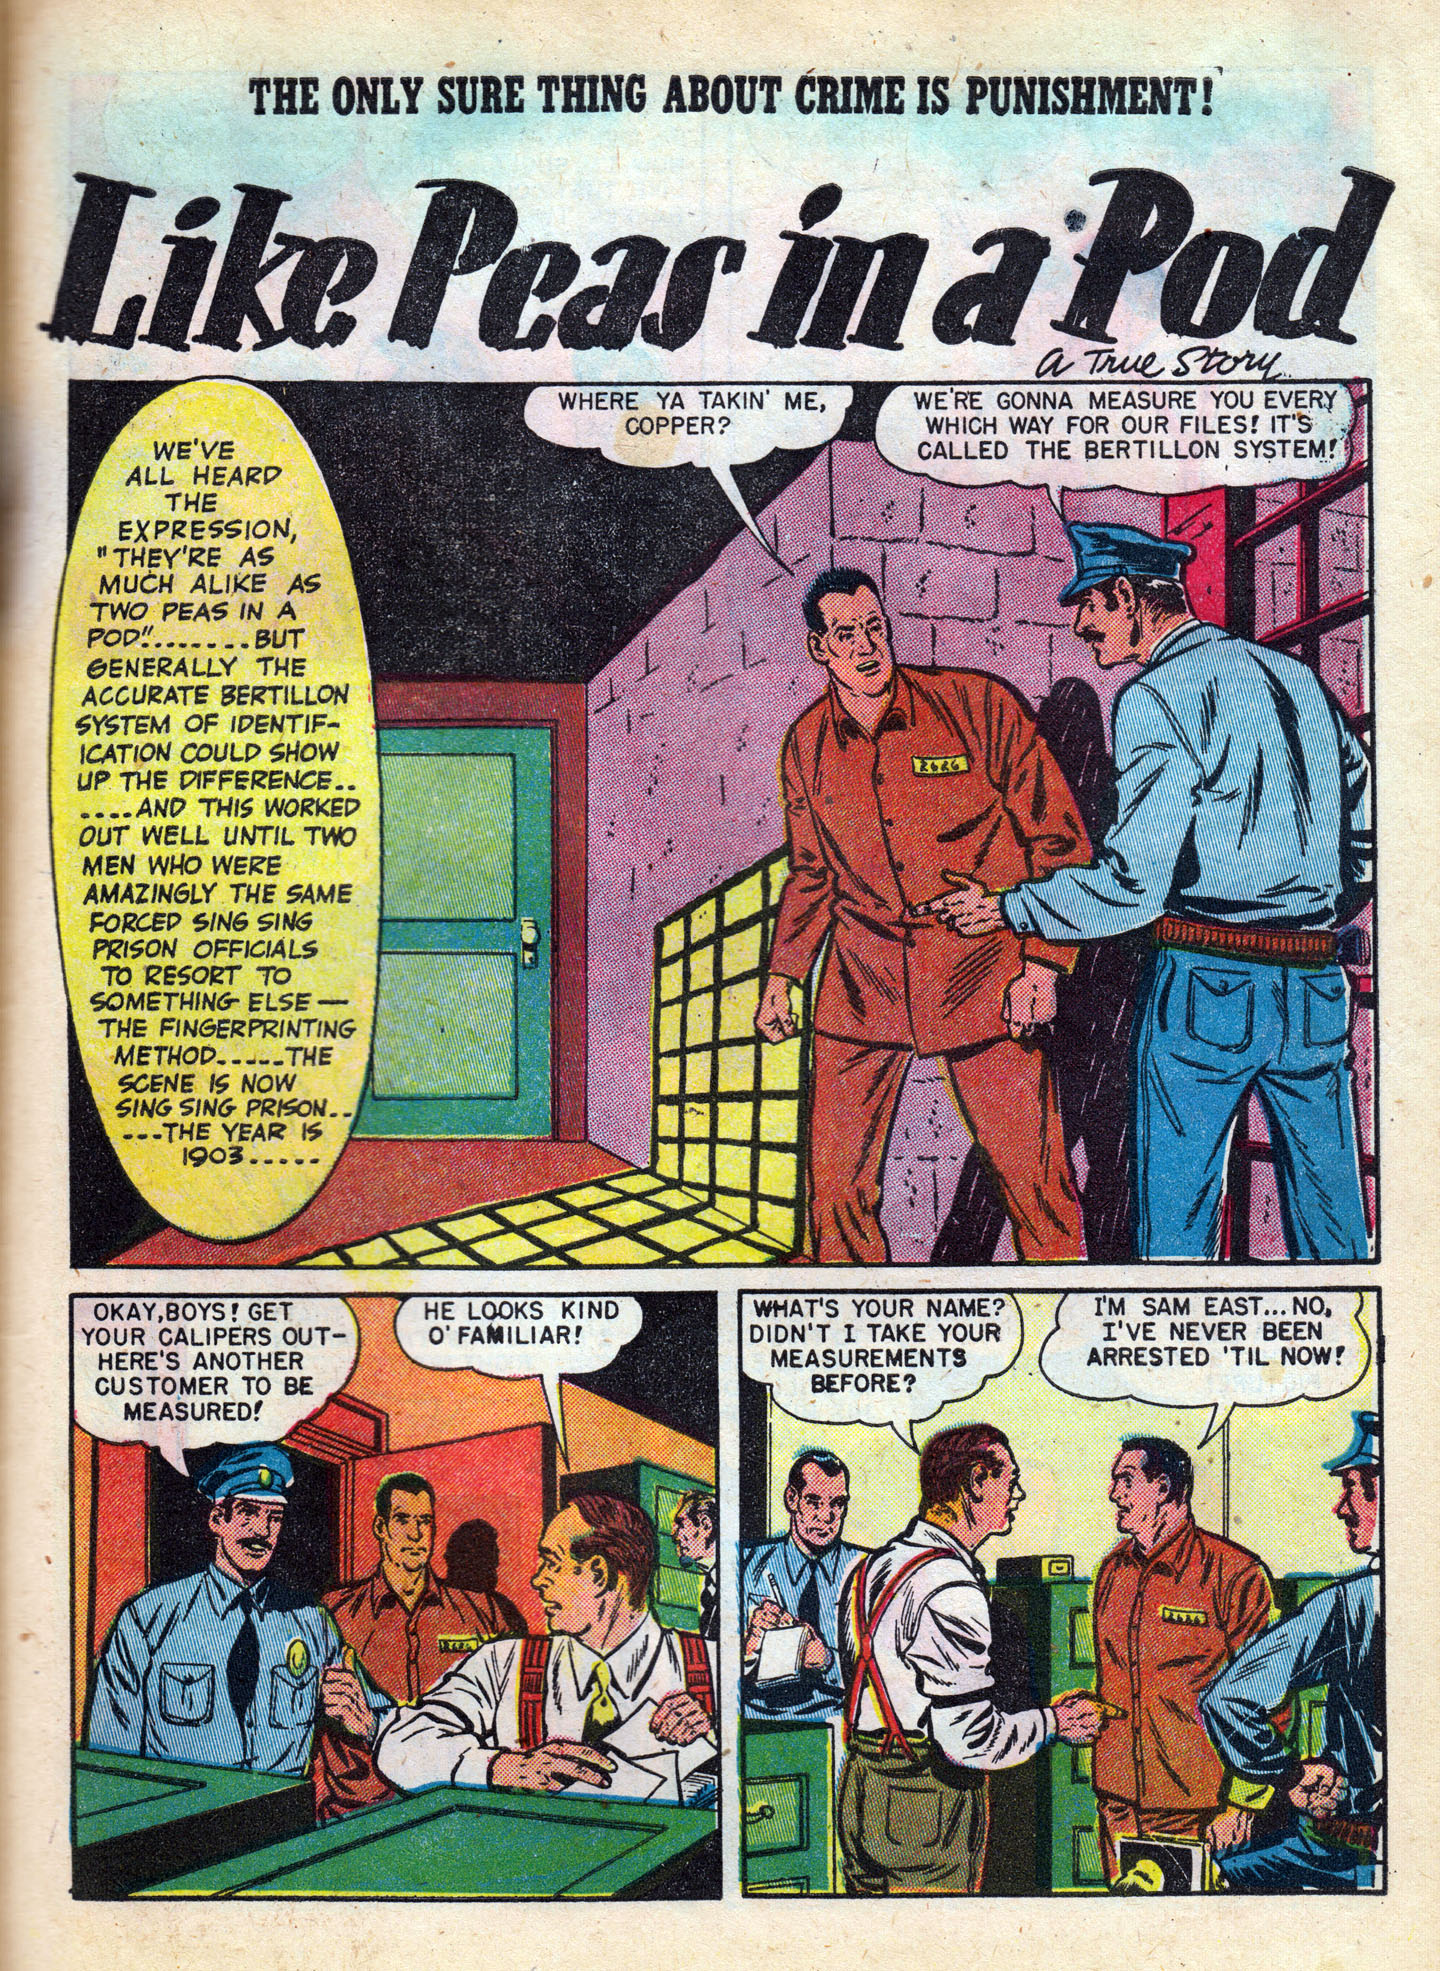 THE ONLY SURE THING ABOUT CRIME IS PUNISHMENT!
Like Peas in a Pod
A True Story
WE'VE
ALL HEARD
THE
EXPRESSION,
"THEY'RE AS
MUCH ALIKE AS
TWO PEAS IN A
POD"........BUT
GENERALLY THE
ACCURATE BERTILLON
SYSTEM OF IDENTIF-
ICATION COULD SHOW
UP THE DIFFERENCE..
.....AND THIS WORKED
OUT WELL UNTIL TWO
MEN WHO WERE
AMAZINGLY THE SAME
FORCED SING SING
PRISON OFFICIALS
TO RESORT TO
SOMETHING ELSE—
THE FINGERPRINTING
METHOD.....THE
SCENE IS NOW
SING SING PRISON..
...THE YEAR IS
1903.....
WHERE YA TAKIN' ME,
COPPER?
WE'RE GONNA MEASURE YOU EVERY
WHICH WAY FOR OUR FILES! IT'S
CALLED THE BERTILLON SYSTEM!
2626
OKAY, BOYS! GET
YOUR CALIPERS OUT-
HERE'S ANOTHER
CUSTOMER TO BE
MEASURED!
HE LOOKS KIND
O' FAMILIAR!
2626
WHAT'S YOUR NAME?
DIDN'T I TAKE YOUR
MEASUREMENTS
BEFORE?
I'M SAM EAST...NO,
I'VE NEVER BEEN
ARRESTED 'TIL NOW!
2626